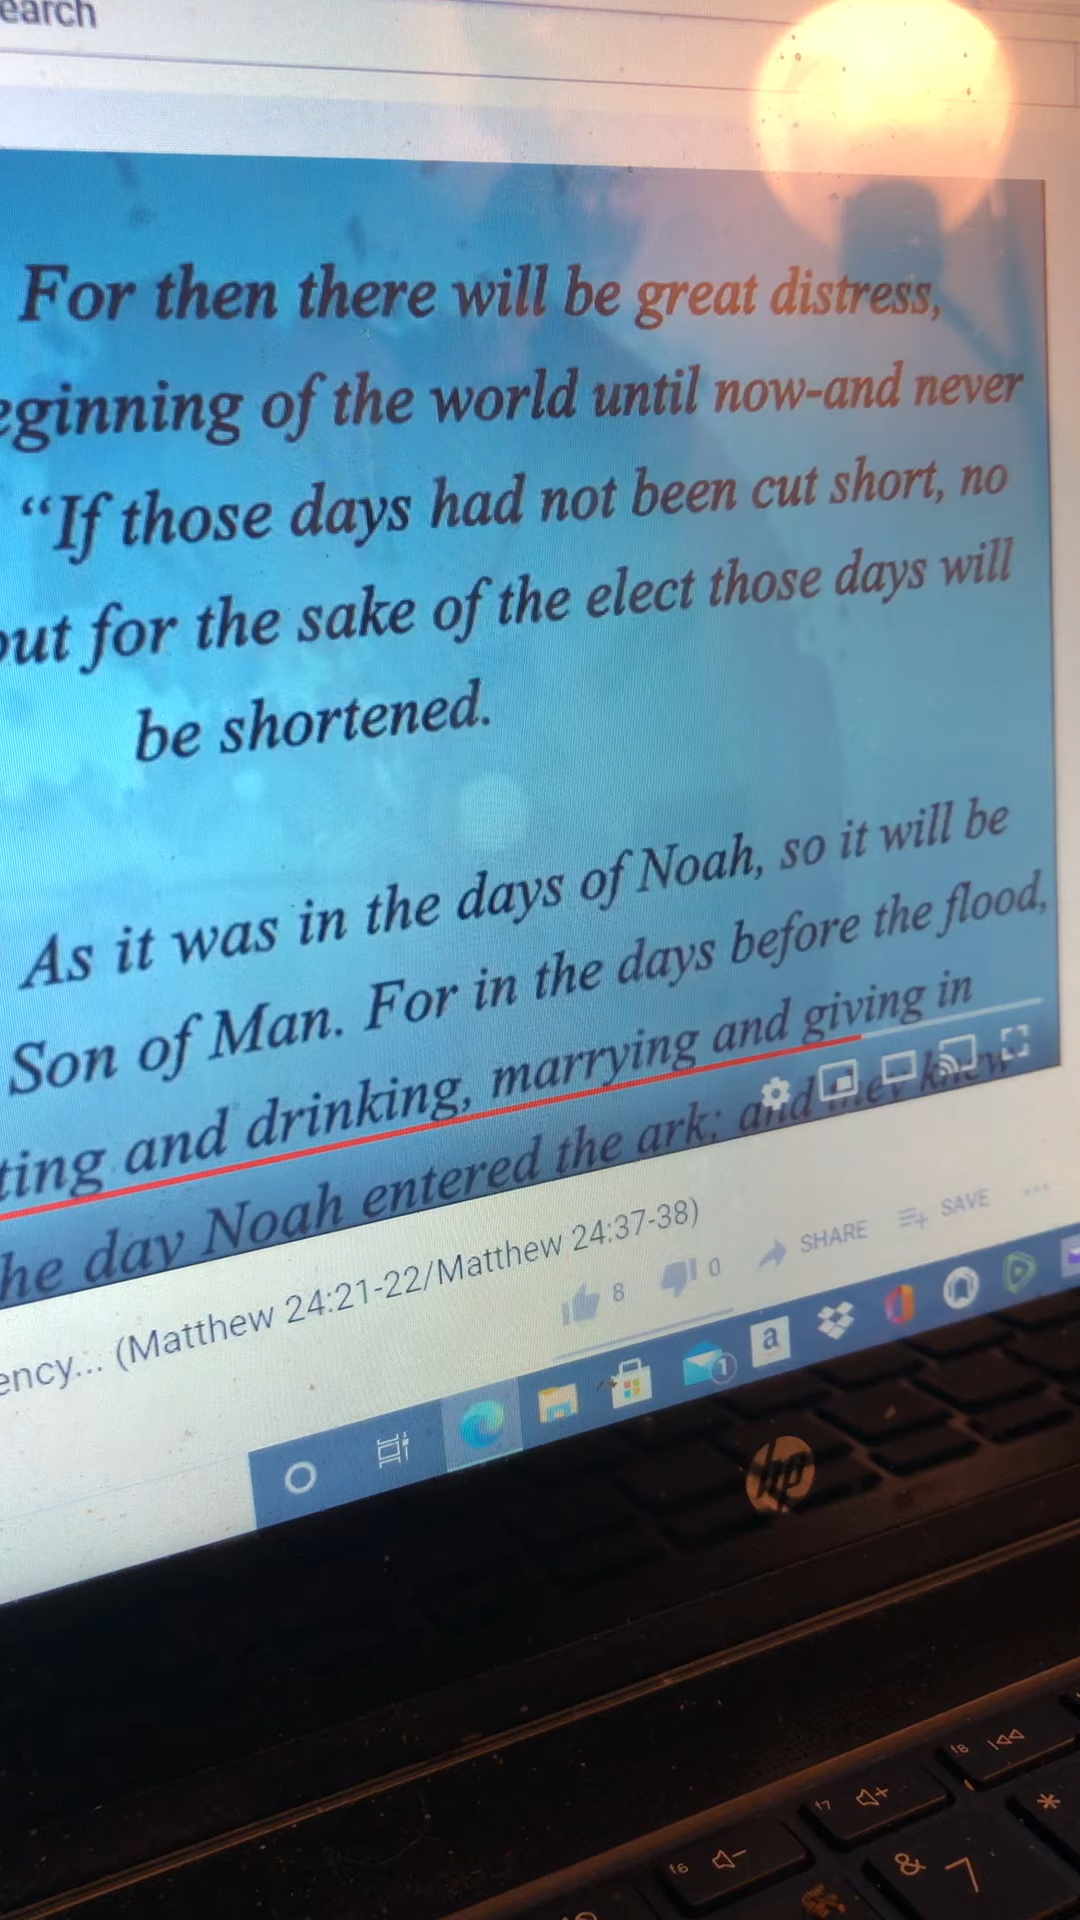 earch
For then there will be great distress,
eginning of the world until now-and never
“If those days had not been cut short, no
out for the sake of the elect those days will
be shortened.
As it was in the days of Noah, so it will be
Son of Man. For in the days before the flood,
ting and drinking, marrying and giving in
he day Noah entered the ark; and they knew
ency... (Matthew 24:21-22/Matthew 24:37-38)
8 0 SHARE SAVE
1 a
hp
f8
f7
f6
*
& 7